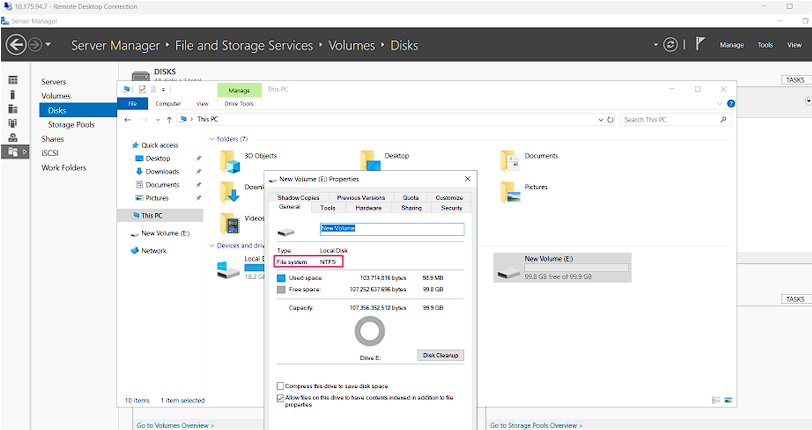 10.175.94.7 - Remote Desktop Connection
Server Manager
Server Manager › File and Storage Services › Volumes › Disks
Manage Tools View
Servers
Volumes
Disks
Storage Pools
Shares
iSCSI
Work Folders
DISKS
TASKS
Manage
This PC
File Computer View Drive Tools
This PC
Search This PC
Quick access
Desktop
Downloads
Documents
Pictures
This PC
New Volume (E:)
Network
Folders (7)
3D Objects
Desktop
Documents
Pictures
Videos
Devices and driv
Local D
18.2 G
New Volume (E:)
99.8 GB free of 99.9 GB
New Volume (E:) Properties
Shadow Copies Previous Versions Quota Customize
General Tools Hardware Sharing Security
New Volume
Type: Local Disk
File system NTFS
Used space: 103,714,816 bytes 98.9 MB
Free space: 107,252,637,696 bytes 99.8 GB
Capacity: 107,356,352,512 bytes 99.9 GB
Drive E:
Disk Cleanup
Compress this drive to save disk space
Allow files on this drive to have contents indexed in addition to file
properties
10 items 1 item selected
TASKS
Go to Volumes Overview >
Go to Storage Pools Overview >